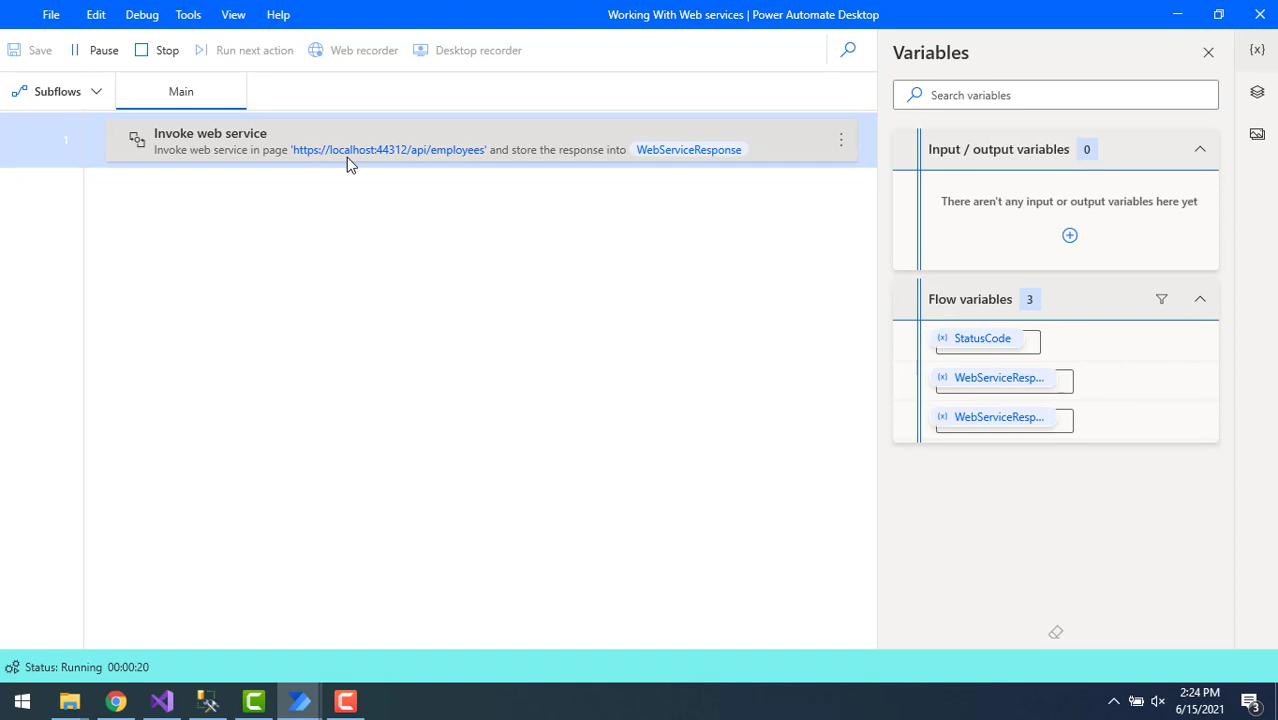 File Edit Debug Tools View Help Working With Web services | Power Automate Desktop
Save Pause Stop Run next action Web recorder Desktop recorder
Variables
{x}
Subflows Main
Search variables
1
Invoke web service
Invoke web service in page 'https://localhost:44312/api/employees' and store the response into WebServiceResponse
Input / output variables 0
There aren't any input or output variables here yet
Flow variables 3
{x} StatusCode
{x} WebServiceResp...
{x} WebServiceResp...
Status: Running 00:00:20
2:24 PM
6/15/2021
3